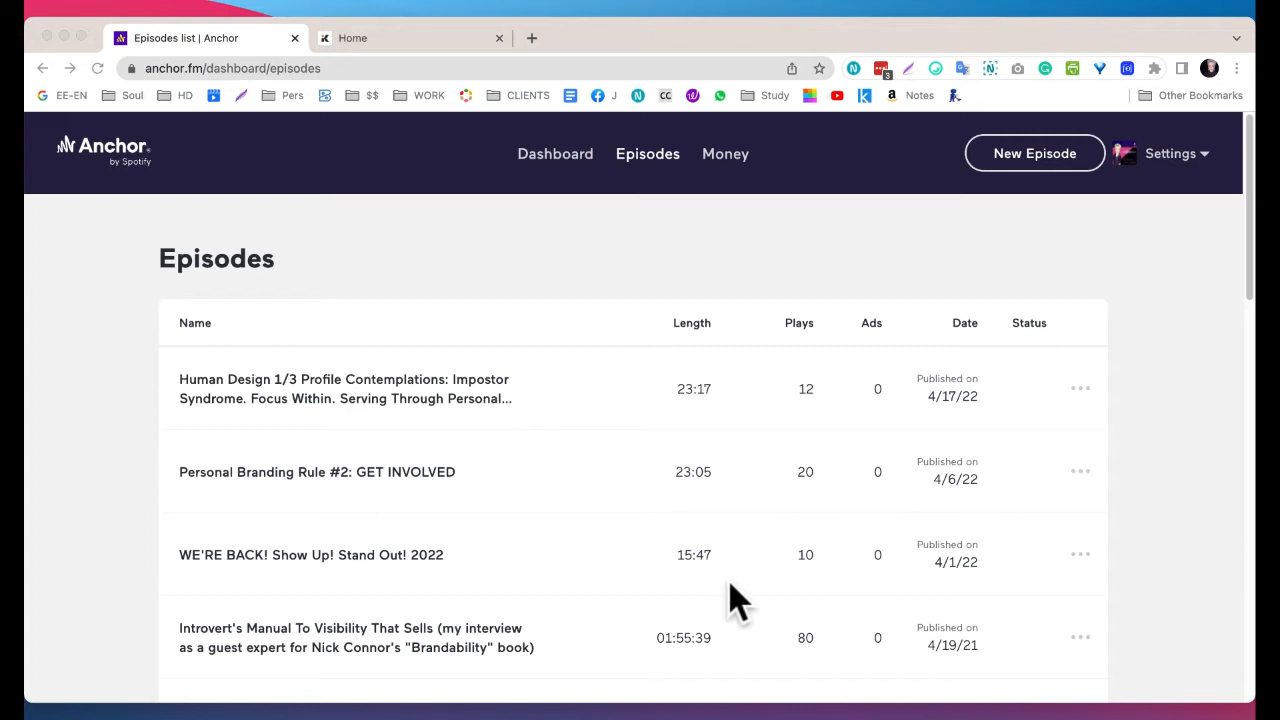 Episodes list | Anchor
Home
anchor.fm/dashboard/episodes
3
EE-EN
Soul
HD
Pers
$$
WORK
CLIENTS
J
CC
Study
Notes
Other Bookmarks
Anchor
by Spotify
Dashboard
Episodes
Money
New Episode
Settings
Episodes
Name
Length
Plays
Ads
Date
Status
Human Design 1/3 Profile Contemplations: Impostor
Syndrome. Focus Within. Serving Through Personal...
23:17
12
0
Published on
4/17/22
Personal Branding Rule #2: GET INVOLVED
23:05
20
0
Published on
4/6/22
WE'RE BACK! Show Up! Stand Out! 2022
15:47
10
0
Published on
4/1/22
Introvert's Manual To Visibility That Sells (my interview
as a guest expert for Nick Connor's "Brandability" book)
01:55:39
80
0
Published on
4/19/21